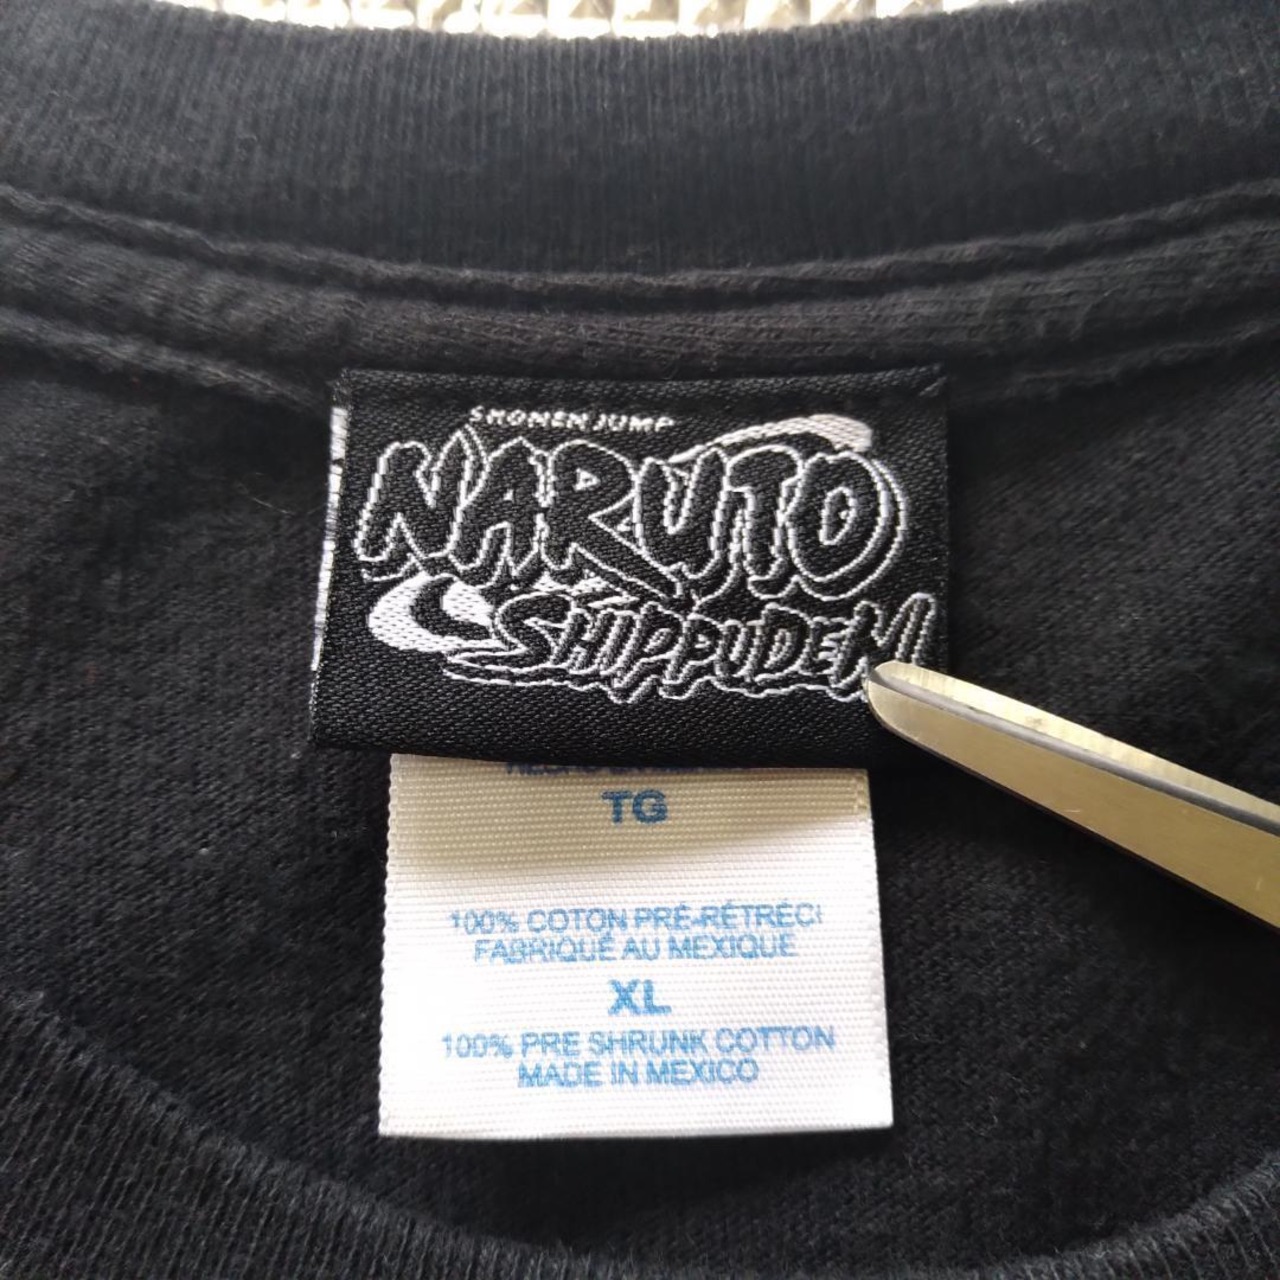 SHONEN JUMP
NARUTO
SHIPPUDEN
TG
100% COTON PRÉ-RÉTRÉCI
FABRIQUÉ AU MEXIQUE
XL
100% PRE SHRUNK COTTON
MADE IN MEXICO